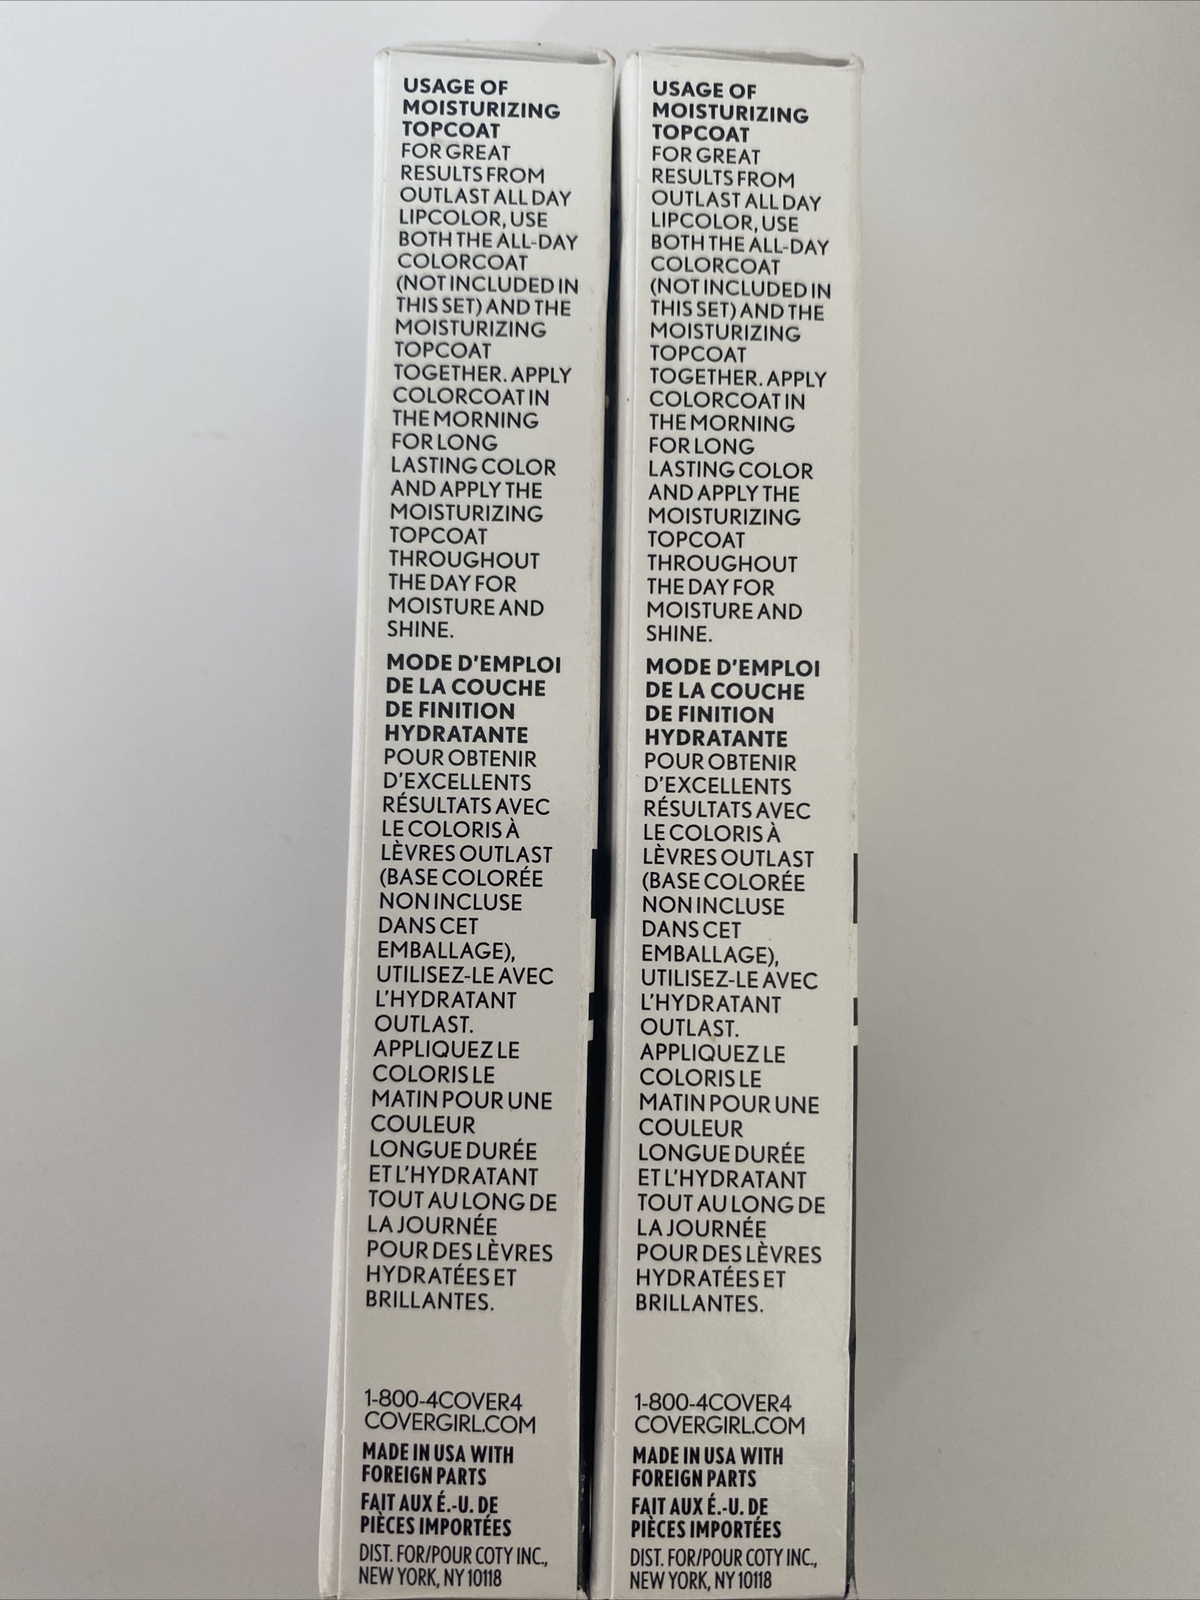 USAGE OF
MOISTURIZING
TOPCOAT
FOR GREAT
RESULTS FROM
OUTLAST ALL DAY
LIPCOLOR, USE
BOTH THE ALL-DAY
COLORCOAT
(NOT INCLUDED IN
THIS SET) AND THE
MOISTURIZING
TOPCOAT
TOGETHER. APPLY
COLORCOAT IN
THE MORNING
FOR LONG
LASTING COLOR
AND APPLY THE
MOISTURIZING
TOPCOAT
THROUGHOUT
THE DAY FOR
MOISTURE AND
SHINE.
MODE D'EMPLOI
DE LA COUCHE
DE FINITION
HYDRATANTE
POUR OBTENIR
D'EXCELLENTS
RÉSULTATS AVEC
LE COLORIS À
LÈVRES OUTLAST
(BASE COLORÉE
NON INCLUSE
DANS CET
EMBALLAGE),
UTILISEZ-LE AVEC
L'HYDRATANT
OUTLAST.
APPLIQUEZ LE
COLORIS LE
MATIN POUR UNE
COULEUR
LONGUE DURÉE
ET L'HYDRATANT
TOUT AU LONG DE
LA JOURNÉE
POUR DES LÈVRES
HYDRATÉES ET
BRILLANTES.
1-800-4COVER4
COVERGIRL.COM
MADE IN USA WITH
FOREIGN PARTS
FAIT AUX É.-U. DE
PIÈCES IMPORTÉES
DIST. FOR/POUR COTY INC.,
NEW YORK, NY 10118
USAGE OF
MOISTURIZING
TOPCOAT
FOR GREAT
RESULTS FROM
OUTLAST ALL DAY
LIPCOLOR, USE
BOTH THE ALL-DAY
COLORCOAT
(NOT INCLUDED IN
THIS SET) AND THE
MOISTURIZING
TOPCOAT
TOGETHER. APPLY
COLORCOAT IN
THE MORNING
FOR LONG
LASTING COLOR
AND APPLY THE
MOISTURIZING
TOPCOAT
THROUGHOUT
THE DAY FOR
MOISTURE AND
SHINE.
MODE D'EMPLOI
DE LA COUCHE
DE FINITION
HYDRATANTE
POUR OBTENIR
D'EXCELLENTS
RÉSULTATS AVEC
LE COLORIS À
LÈVRES OUTLAST
(BASE COLORÉE
NON INCLUSE
DANS CET
EMBALLAGE),
UTILISEZ-LE AVEC
L'HYDRATANT
OUTLAST.
APPLIQUEZ LE
COLORIS LE
MATIN POUR UNE
COULEUR
LONGUE DURÉE
ET L'HYDRATANT
TOUT AU LONG DE
LA JOURNÉE
POUR DES LÈVRES
HYDRATÉES ET
BRILLANTES.
1-800-4COVER4
COVERGIRL.COM
MADE IN USA WITH
FOREIGN PARTS
FAIT AUX É.-U. DE
PIÈCES IMPORTÉES
DIST. FOR/POUR COTY INC.,
NEW YORK, NY 10118